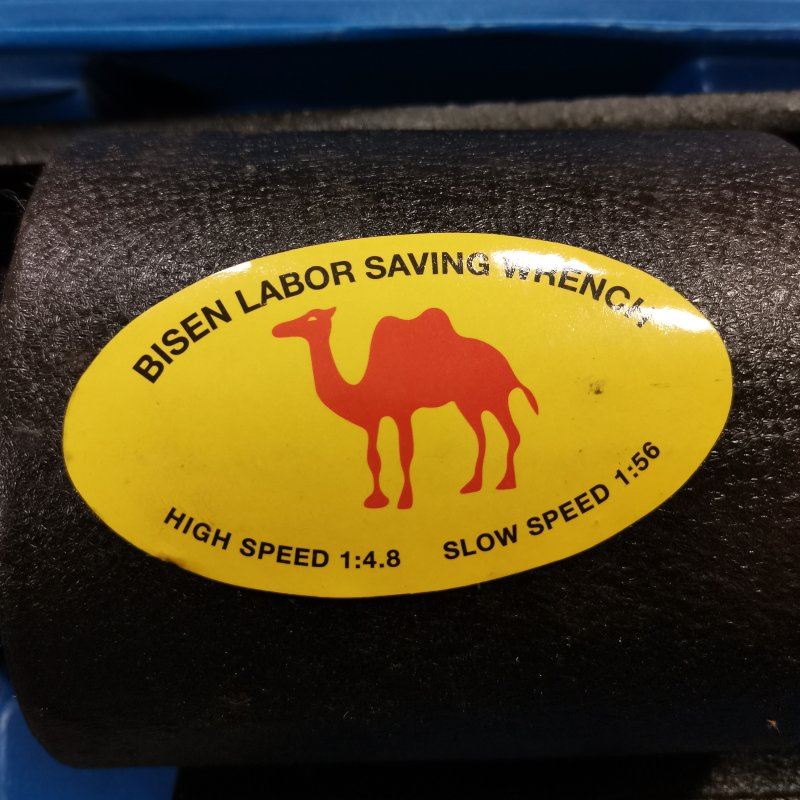 BISEN LABOR SAVING WRENCH
HIGH SPEED 1:4.8
SLOW SPEED 1:56